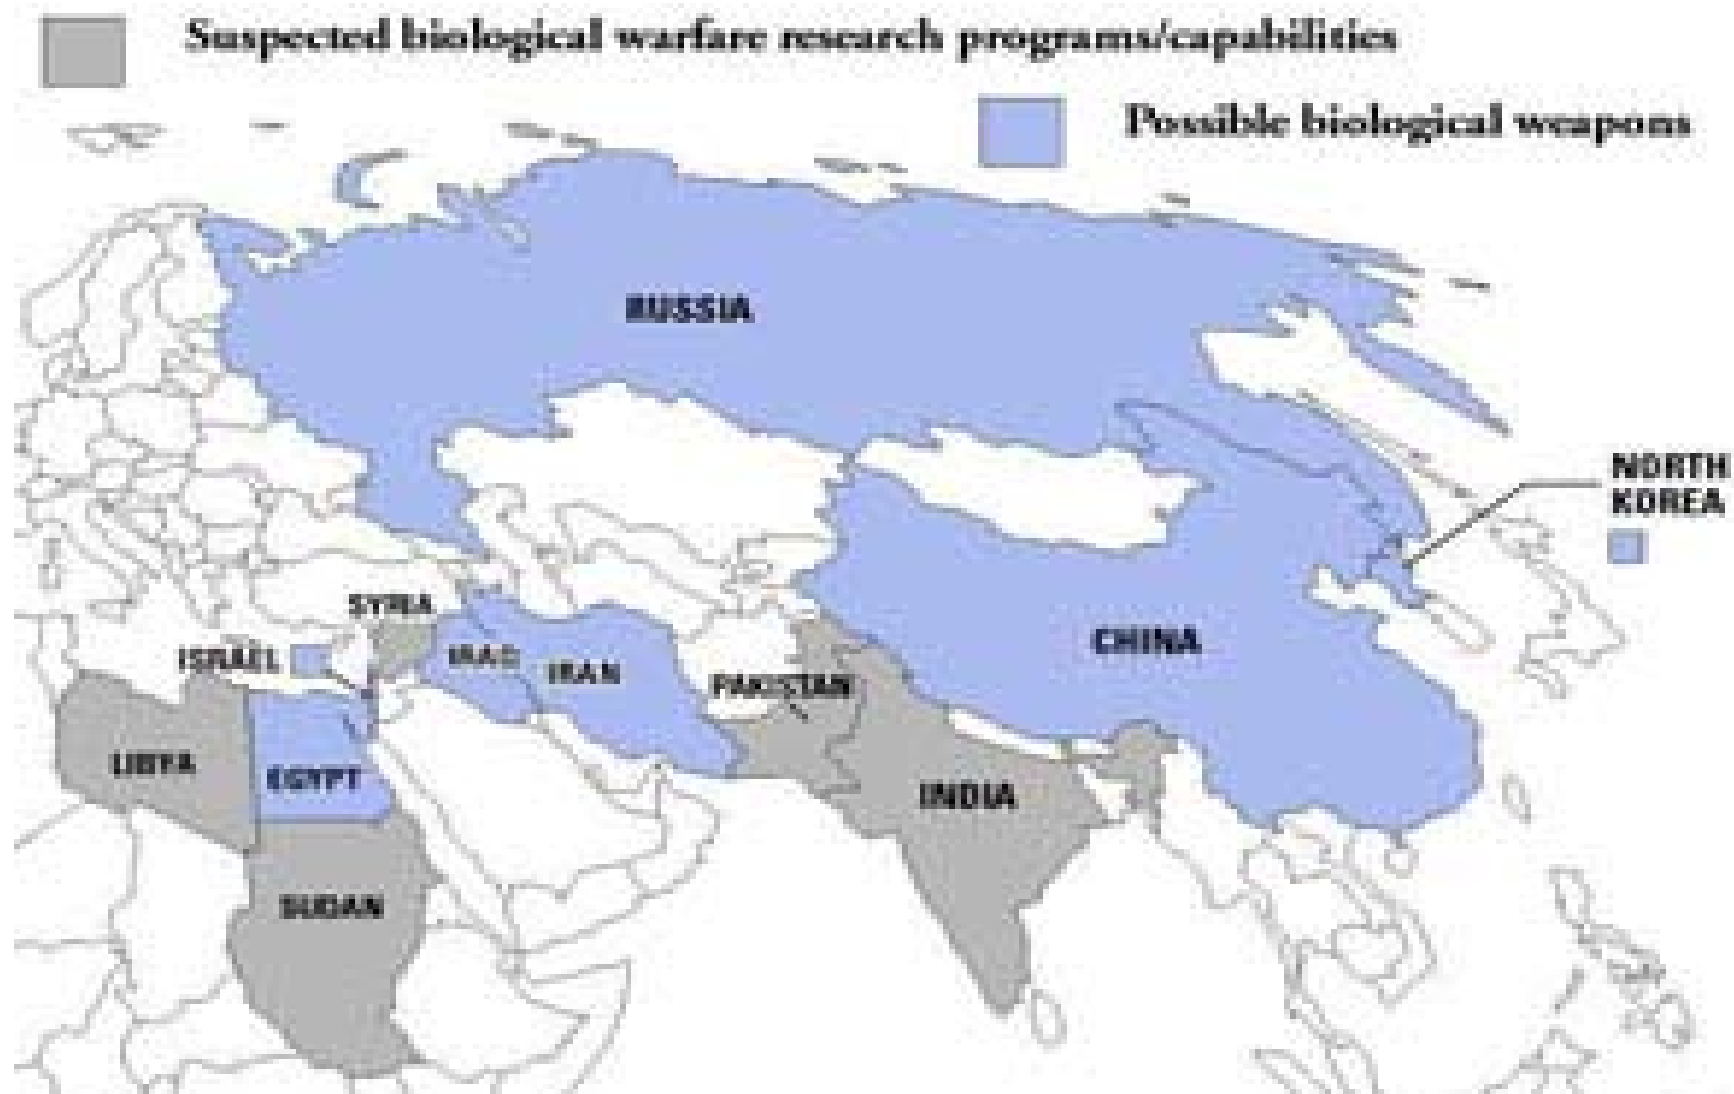 Suspected biological warfare research programs/capabilities
Possible biological weapons
RUSSIA
NORTH
KOREA
SYRIA
CHINA
ISRAEL
IRAQ
IRAN
PAKISTAN
LIBYA
EGYPT
INDIA
SUDAN